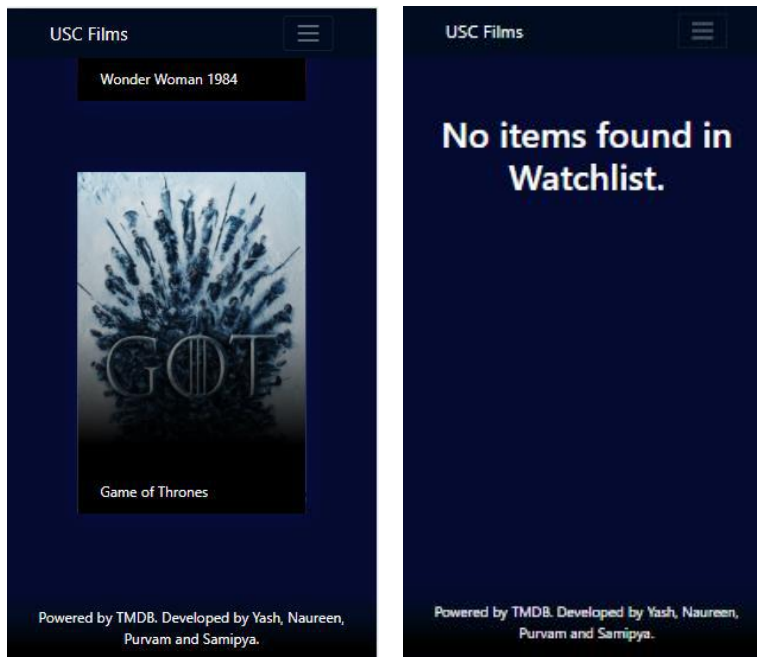 USC Films
Wonder Woman 1984
GOT
Game of Thrones
Powered by TMDB. Developed by Yash, Naureen,
Purvam and Samipya.
USC Films
No items found in
Watchlist.
Powered by TMDB. Developed by Yash, Naureen,
Purvam and Samipya.